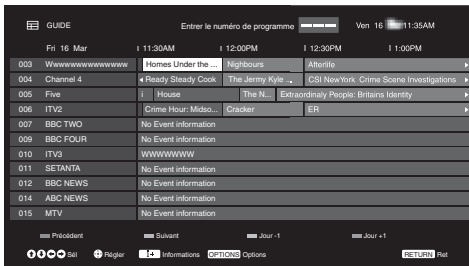 GUIDE Entrer le numéro de programme Ven 16 11:35AM
Fri 16 Mar 11:30AM 12:00PM 12:30PM 1:00PM
003 Wwwwwwwwwwwwww Homes Under the ... Nighbours Afterlife
004 Channel 4 Ready Steady Cook The Jermy Kyle ... CSI NewYork Crime Scene Investigations
005 Five i House The N... Extraordinaly People: Britains Identity
006 ITV2 Crime Hour: Midso... Cracker ER
007 BBC TWO No Event information
009 BBC FOUR No Event information
010 ITV3 WWWWWWW
011 SETANTA No Event information
012 BBC NEWS No Event information
014 ABC NEWS No Event information
015 MTV No Event information
Précédent Suivant Jour -1 Jour +1
Sél Régler Informations OPTIONS Options RETURN Ret